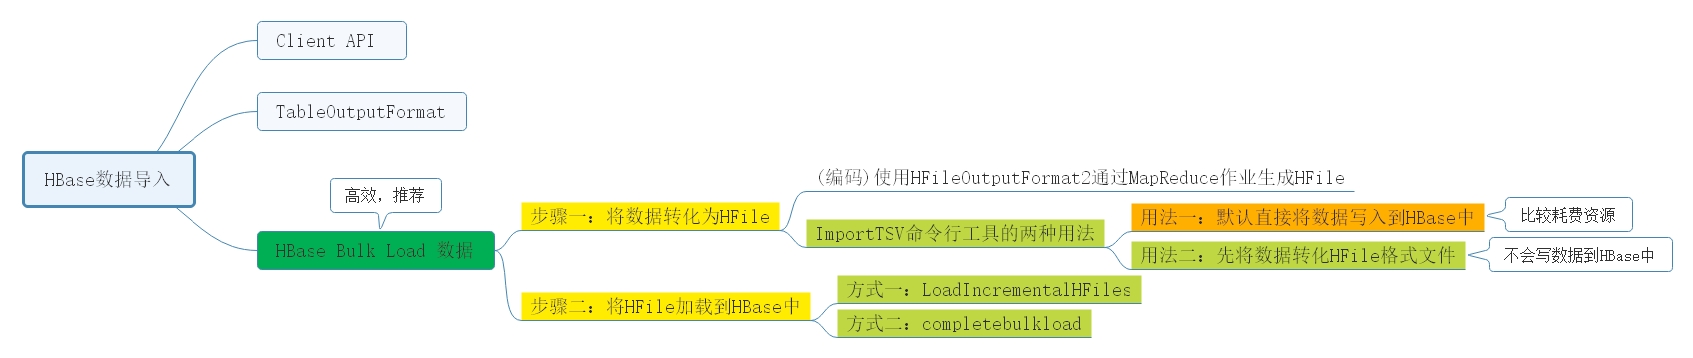 HBase数据导入
Client API
TableOutputFormat
高效，推荐
HBase Bulk Load 数据
步骤一：将数据转化为HFile
(编码)使用HFileOutputFormat2通过MapReduce作业生成HFile
ImportTSV命令行工具的两种用法
用法一：默认直接将数据写入到HBase中
比较耗费资源
用法二：先将数据转化HFile格式文件
不会写数据到HBase中
步骤二：将HFile加载到HBase中
方式一：LoadIncrementalHFiles
方式二：completebulkload